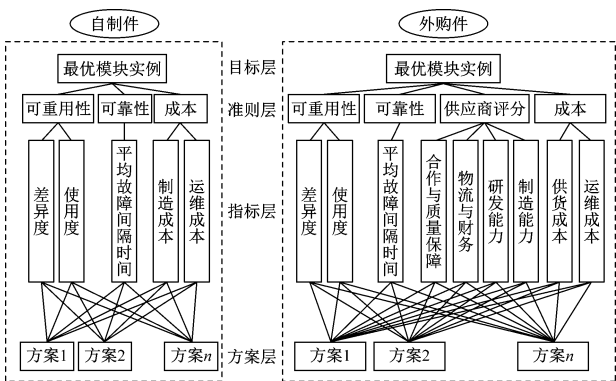 自制件
外购件
最优模块实例
目标层
最优模块实例
可重用性
可靠性
成本
准则层
可重用性
可靠性
供应商评分
成本
差异度
使用度
平均故障间隔时间
制造成本
运维成本
指标层
差异度
使用度
平均故障间隔时间
合作与质量保障
物流与财务
研发能力
制造能力
供货成本
运维成本
方案1
方案2
方案n
方案层
方案1
方案2
方案n